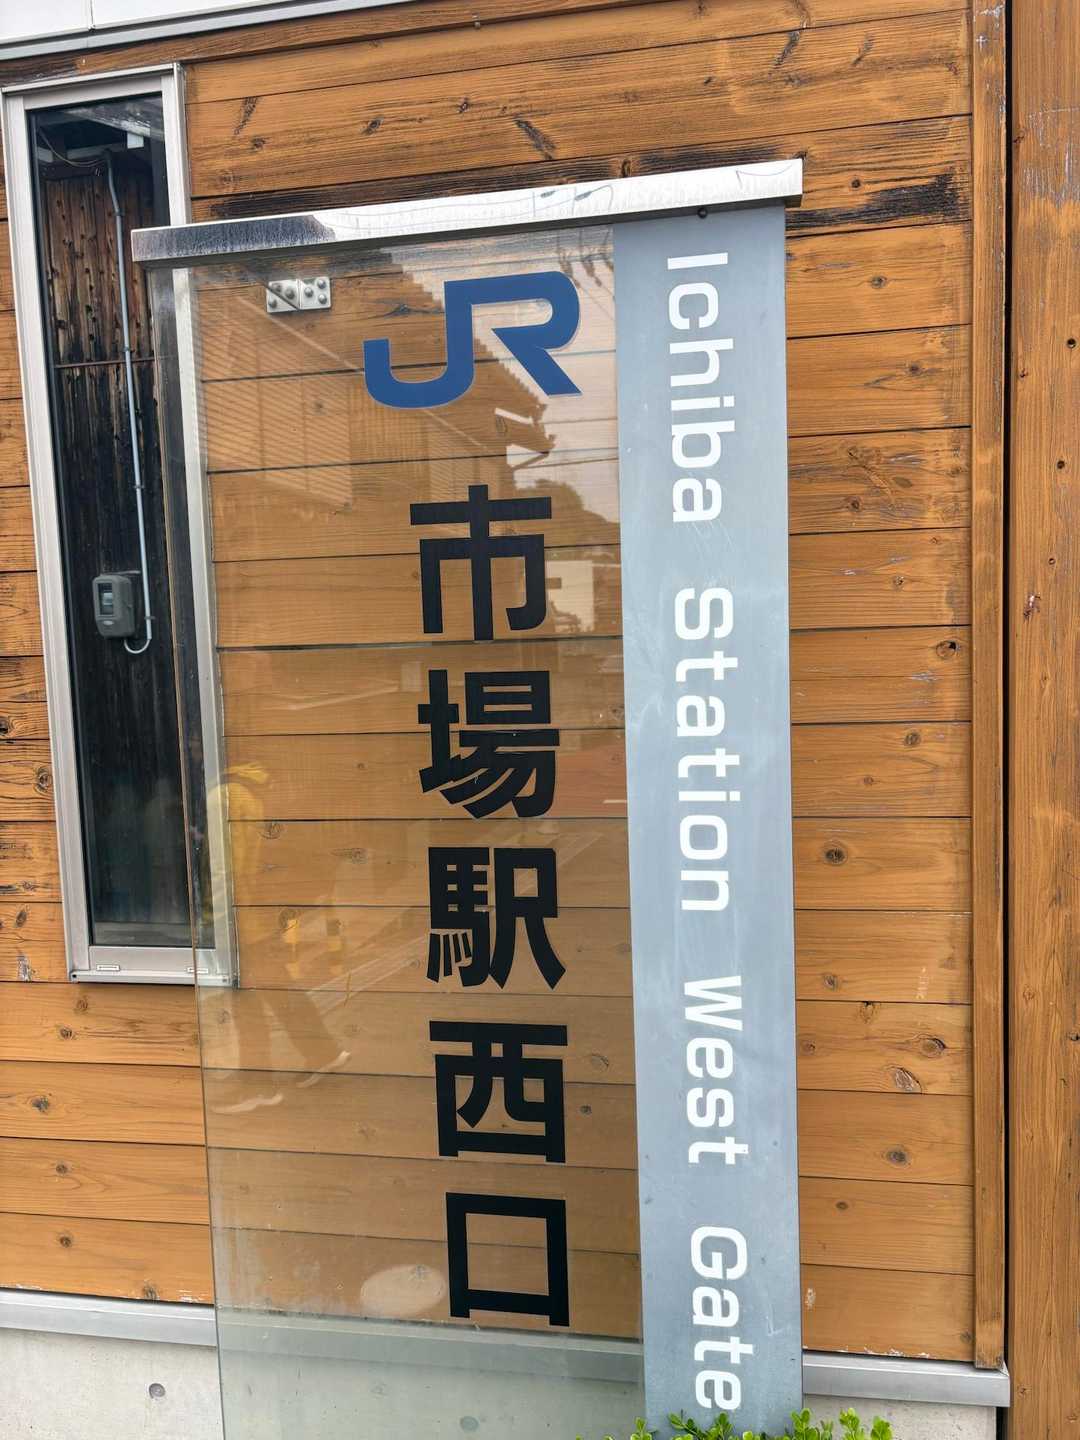 JR
市場駅西口
Ichiba Station West Gate